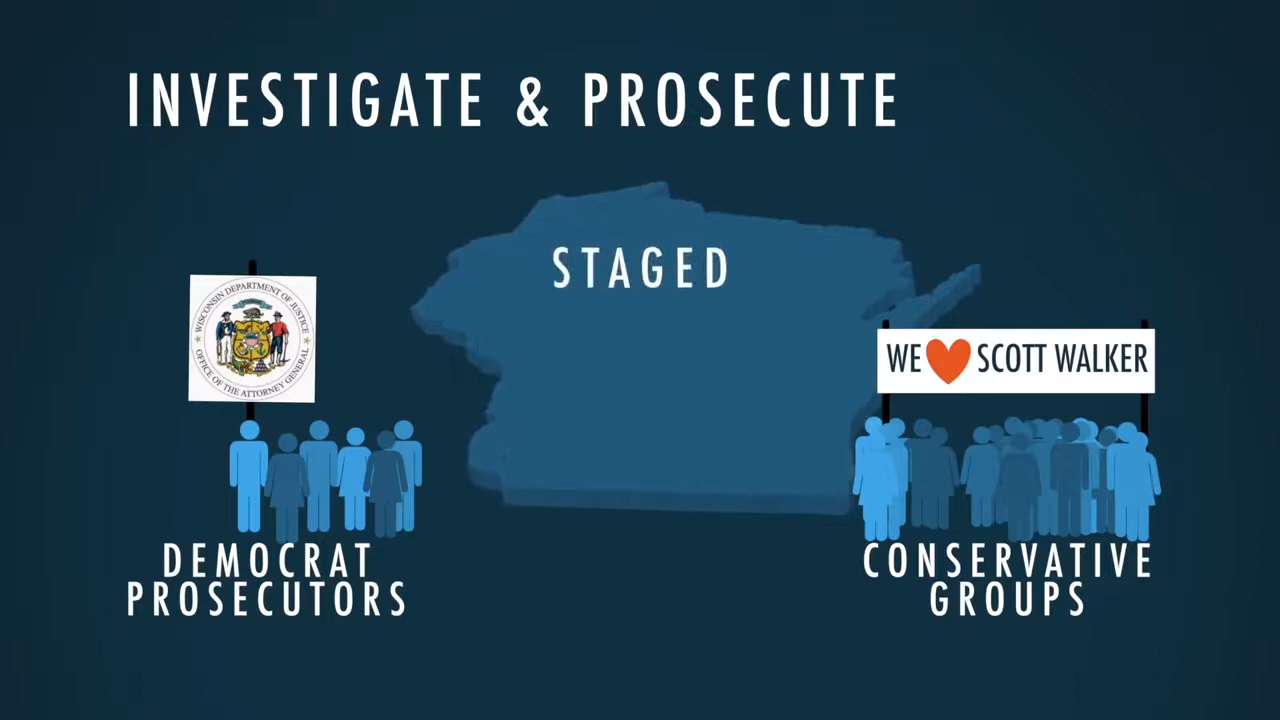 INVESTIGATE & PROSECUTE
STAGED
WISCONSIN DEPARTMENT OF JUSTICE
OFFICE OF THE ATTORNEY GENERAL
WE SCOTT WALKER
DEMOCRAT
PROSECUTORS
CONSERVATIVE
GROUPS